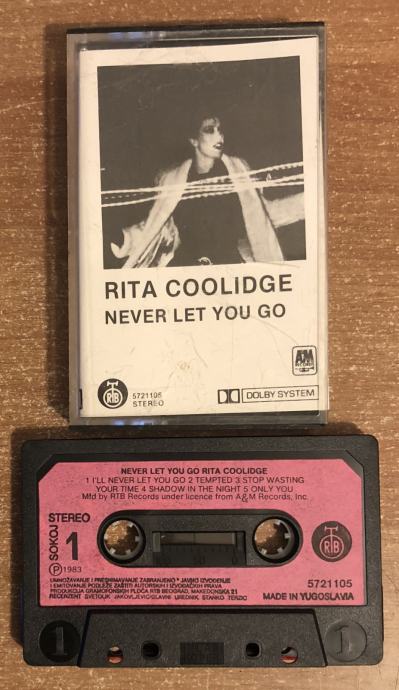 RITA COOLIDGE
NEVER LET YOU GO
A&M
RECORDS
RTB
5721105
STEREO
DOLBY SYSTEM
NEVER LET YOU GO RITA COOLIDGE
1 I'LL NEVER LET YOU GO 2 TEMPTED 3 STOP WASTING
YOUR TIME 4 SHADOW IN THE NIGHT 5 ONLY YOU
Mfd by RTB Records under licence from A&M Records, Inc.
STEREO
SOKOJ
1
RTB
℗1983
5721105
UMNOŽAVANJE I PRESNIMAVANJE ZABRANJENO * JAVNO IZVOĐENJE
I EMITOVANJE PODLEŽE ZAŠTITI AUTORSKIH I IZVOĐAČKIH PRAVA
PRODUKCIJA GRAMOFONSKIH PLOČA RTB BEOGRAD, MAKEDONSKA 21
RECENZENT SVETOLIK JAKOVLJEVIĆ/GLAVNI UREDNIK STANKO TERZIĆ
MADE IN YUGOSLAVIA
1
1